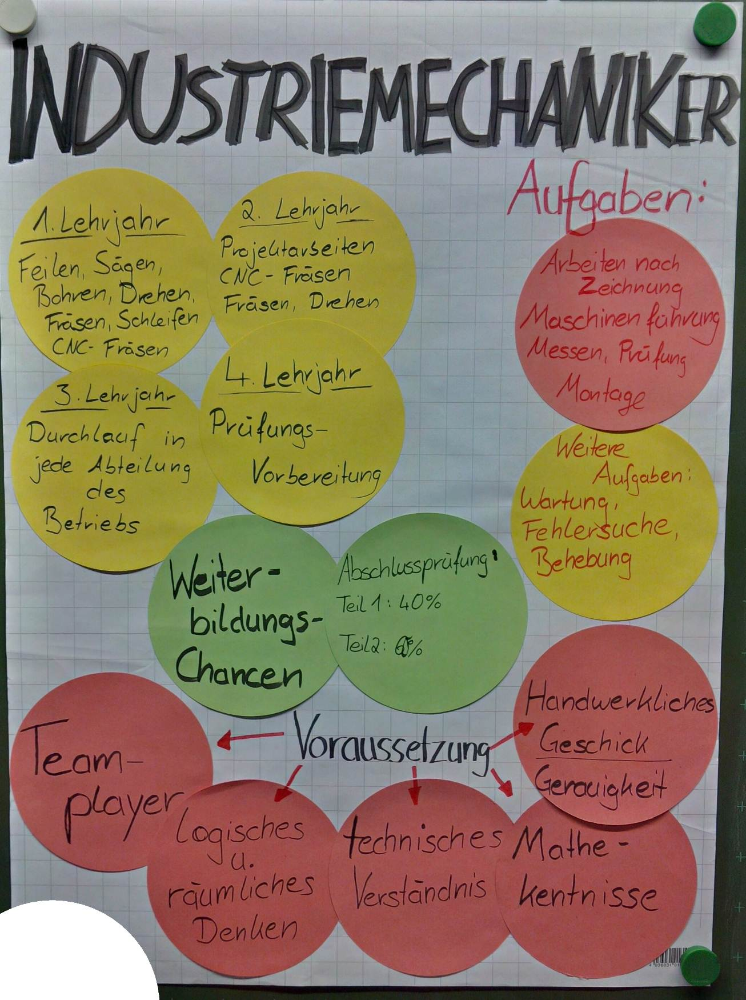 INDUSTRIEMECHANIKER
1. Lehrjahr
Feilen, Sägen,
Bohren, Drehen,
Fräsen, Schleifen
CNC- Fräsen
2. Lehrjahr
Projektarbeiten
CNC- Fräsen
Fräsen, Drehen
3. Lehrjahr
Durchlauf in
jede Abteilung
des
Betriebs
4. Lehrjahr
Prüfungs-
Vorbereitung
Aufgaben:
Arbeiten nach
Zeichnung
Maschinenführung
Messen, Prüfung
Montage
Weitere
Aufgaben:
Wartung,
Fehlersuche,
Behebung
Weiter-
bildungs-
Chancen
Abschlussprüfung:
Teil 1: 40%
Teil 2:
Voraussetzung
Team-
player
logisches
u.
räumliches
Denken
technisches
Verständnis
Mathe-
kentnisse
Handwerkliches
Geschick
Genauigkeit